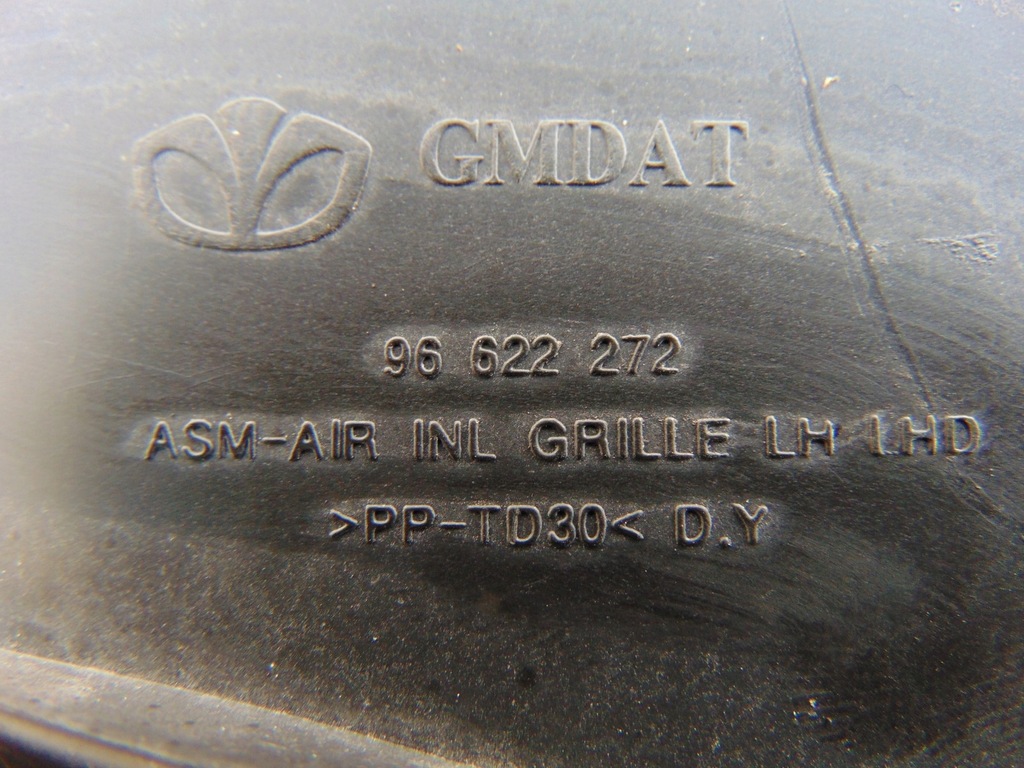 GMDAT
96 622 272
ASM-AIR INL GRILLE LH LHD
>PP-TD30< D.Y